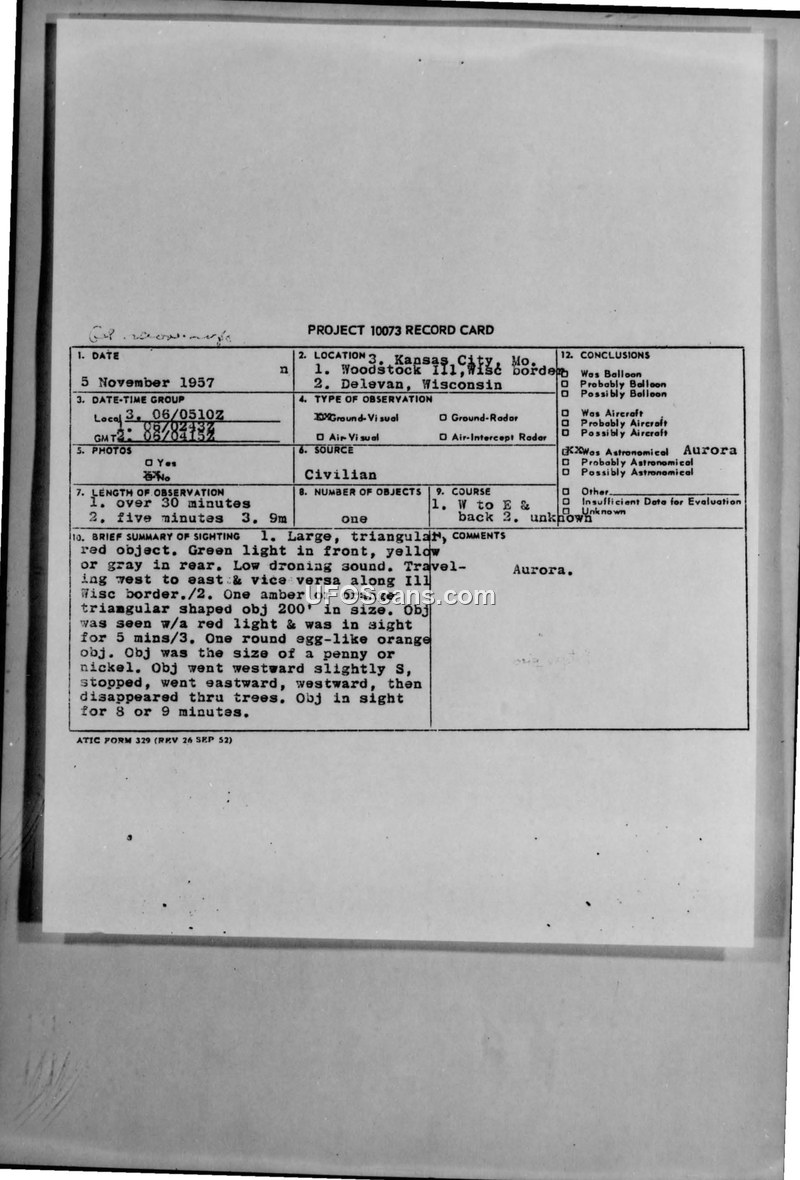 PROJECT 10073 RECORD CARD
1. DATE
n
5 November 1957
2. LOCATION 3. Kansas City, Mo.
1. Woodstock Ill,Wisc border
2. Delevan, Wisconsin
12. CONCLUSIONS
Was Balloon
Probably Balloon
Possibly Balloon
Was Aircraft
Probably Aircraft
Possibly Aircraft
XXWas Astronomical Aurora
Probably Astronomical
Possibly Astronomical
Other
Insufficient Data for Evaluation
Unknown
3. DATE-TIME GROUP
Local 3. 06/0510Z
GMT 2. 06/0415Z
4. TYPE OF OBSERVATION
XXGround-Visual
Ground-Radar
Air-Visual
Air-Intercept Radar
5. PHOTOS
Yes
No
6. SOURCE
Civilian
7. LENGTH OF OBSERVATION
1. over 30 minutes
2. five minutes 3. 9m
8. NUMBER OF OBJECTS
one
9. COURSE
1. W to E &
back 2. unknown
10. BRIEF SUMMARY OF SIGHTING 1. Large, triangular,
red object. Green light in front, yellow
or gray in rear. Low droning sound. Travel-
ing west to east & vice versa along Ill
Wisc border./2. One amber
triangular shaped obj 200' in size. Obj
was seen w/a red light & was in sight
for 5 mins/3. One round egg-like orange
obj. Obj was the size of a penny or
nickel. Obj went westward slightly S,
stopped, went eastward, westward, then
disappeared thru trees. Obj in sight
for 8 or 9 minutes.
COMMENTS
Aurora.
UFOScans.com
ATIC FORM 329 (REV 26 SEP 52)